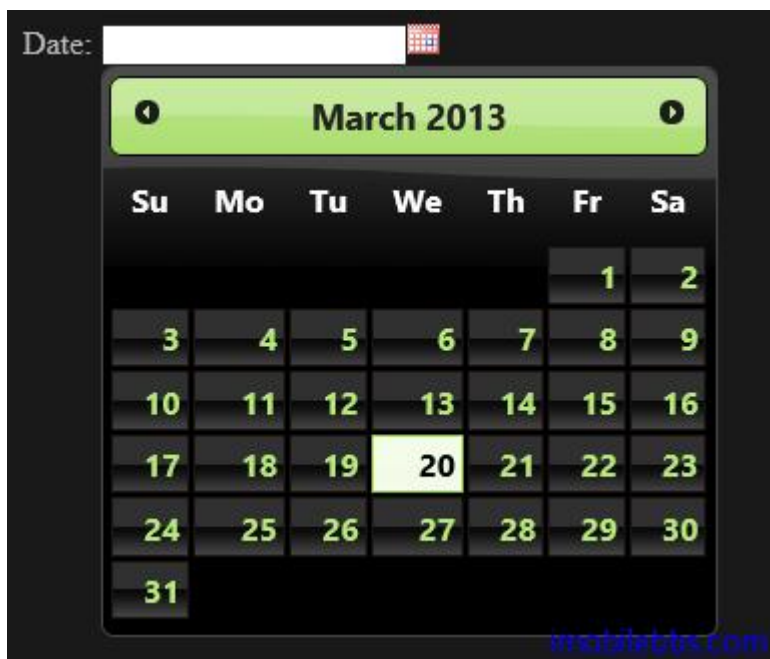 Date:
March 2013
Su Mo Tu We Th Fr Sa
1 2
3 4 5 6 7 8 9
10 11 12 13 14 15 16
17 18 19 20 21 22 23
24 25 26 27 28 29 30
31
imobilebbs.com